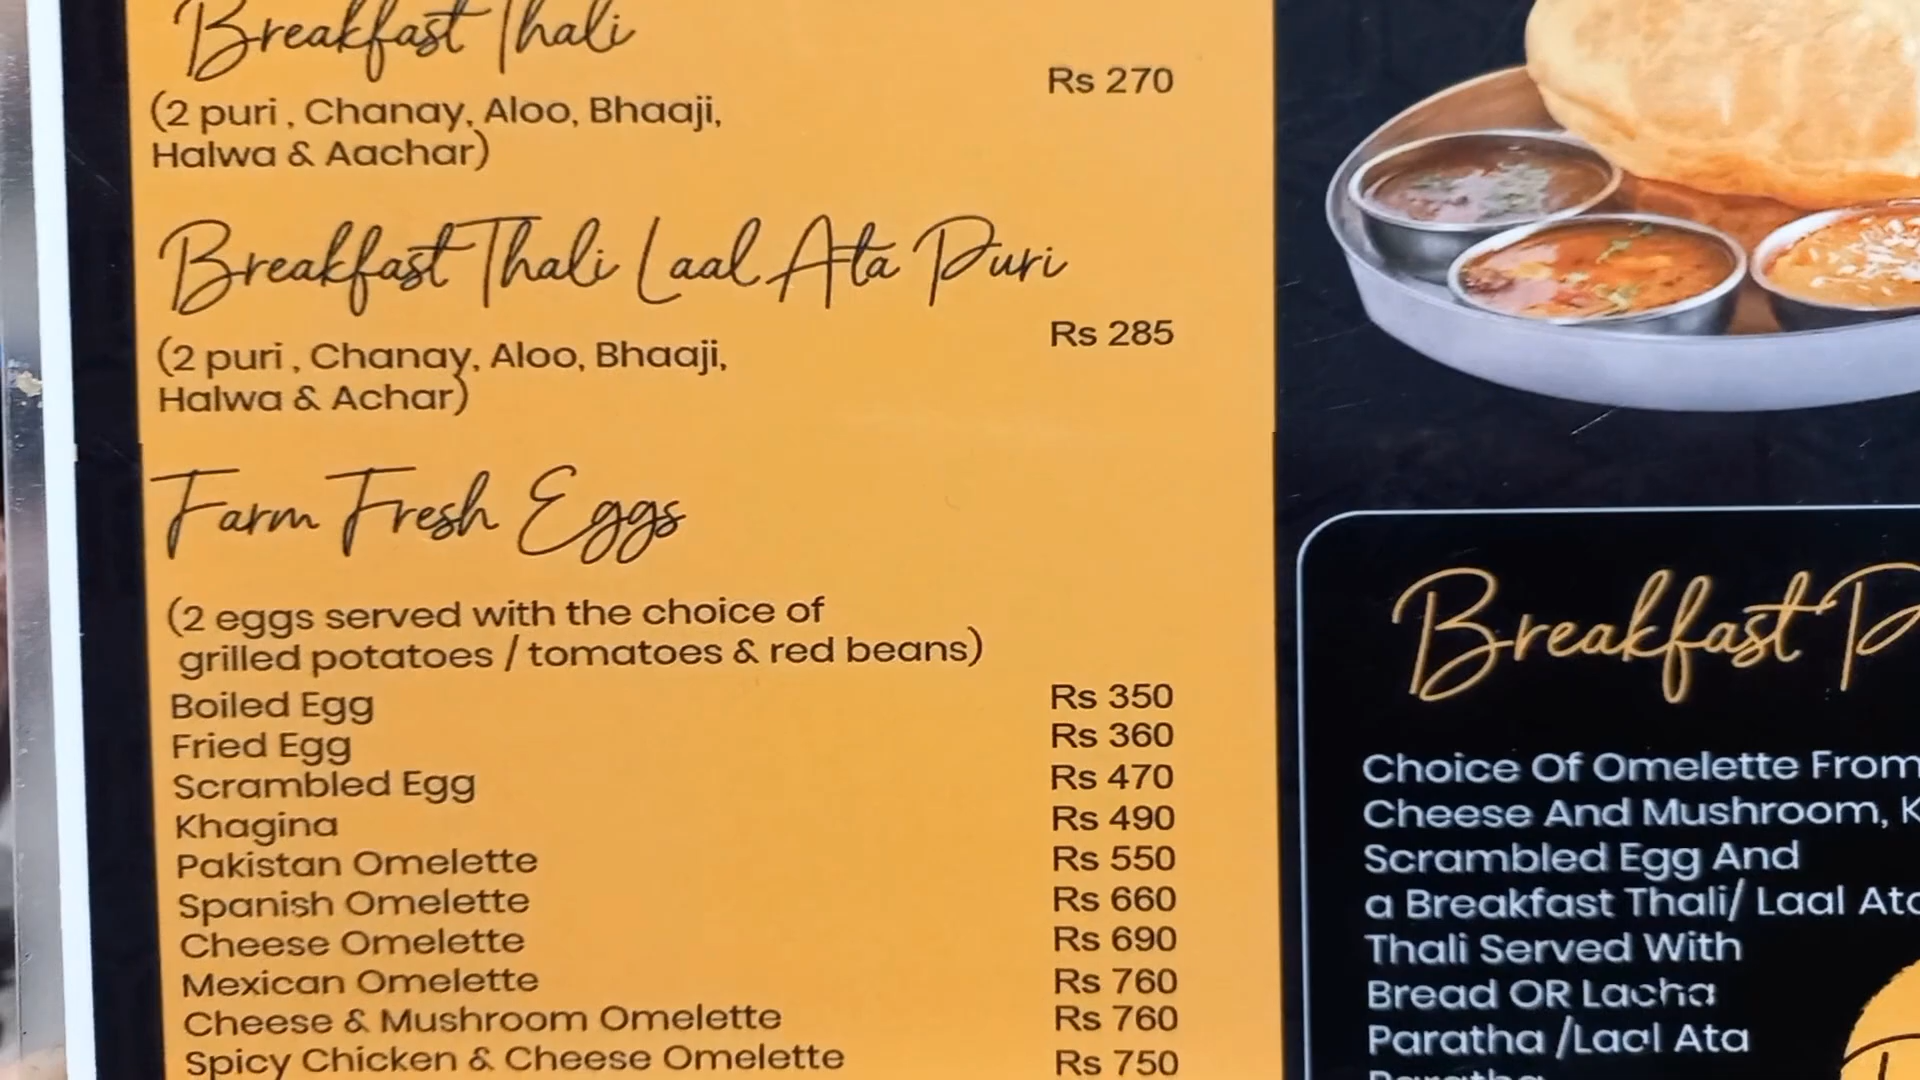 Breakfast Thali
Rs 270
(2 puri , Chanay, Aloo, Bhaaji,
Halwa & Aachar)
Breakfast Thali Laal Ata Puri
Rs 285
(2 puri , Chanay, Aloo, Bhaaji,
Halwa & Achar)
Farm Fresh Eggs
(2 eggs served with the choice of
grilled potatoes / tomatoes & red beans)
Boiled Egg Rs 350
Fried Egg Rs 360
Scrambled Egg Rs 470
Khagina Rs 490
Pakistan Omelette Rs 550
Spanish Omelette Rs 660
Cheese Omelette Rs 690
Mexican Omelette Rs 760
Cheese & Mushroom Omelette Rs 760
Spicy Chicken & Cheese Omelette Rs 750
Breakfast P
Choice Of Omelette From
Cheese And Mushroom, K
Scrambled Egg And
a Breakfast Thali/ Laal Ata
Thali Served With
Bread OR Lacha
Paratha /Laal Ata